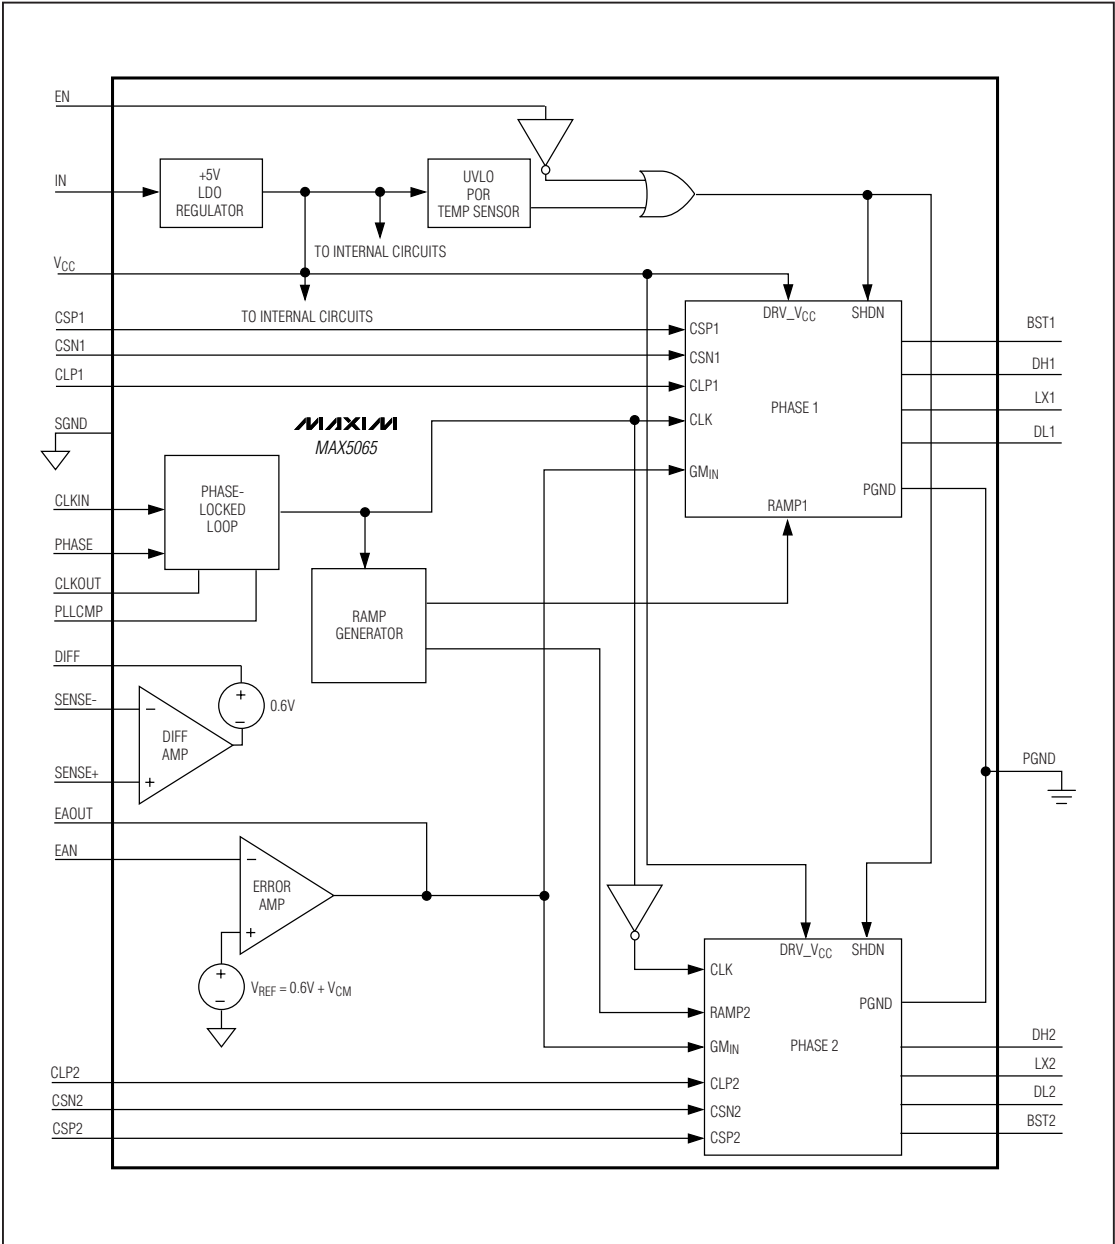 EN
IN
+5V
LDO
REGULATOR
UVLO
POR
TEMP SENSOR
TO INTERNAL CIRCUITS
VCC
TO INTERNAL CIRCUITS
CSP1
CSN1
CLP1
SGND
MAXIM
MAX5065
DRV_VCC
SHDN
CSP1
CSN1
CLP1
PHASE 1
CLK
GMIN
PGND
RAMP1
BST1
DH1
LX1
DL1
CLKIN
PHASE
CLKOUT
PLLCMP
PHASE-
LOCKED
LOOP
RAMP
GENERATOR
DIFF
SENSE-
SENSE+
+
−
0.6V
−
DIFF
AMP
+
PGND
EAOUT
EAN
−
ERROR
AMP
+
+
−
VREF = 0.6V + VCM
DRV_VCC
SHDN
CLK
RAMP2
PGND
GMIN
PHASE 2
CLP2
CSN2
CSP2
DH2
LX2
DL2
BST2
CLP2
CSN2
CSP2